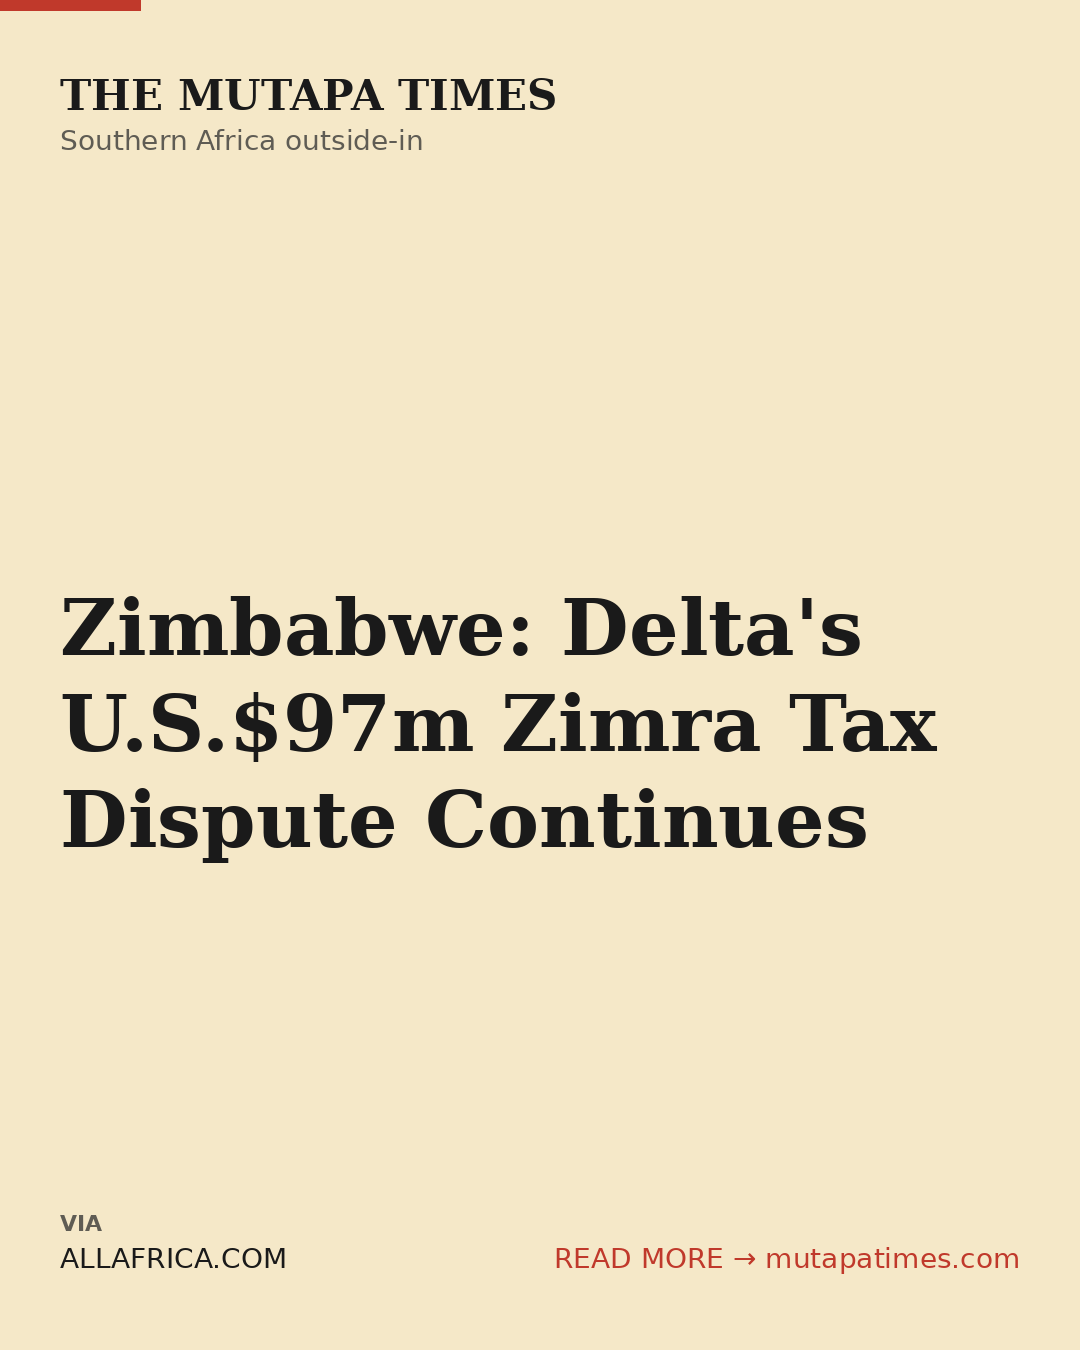 THE MUTAPA TIMES
Southern Africa outside-in
Zimbabwe: Delta's
U.S.$97m Zimra Tax
Dispute Continues
VIA
ALLAFRICA.COM
READ MORE → mutapatimes.com